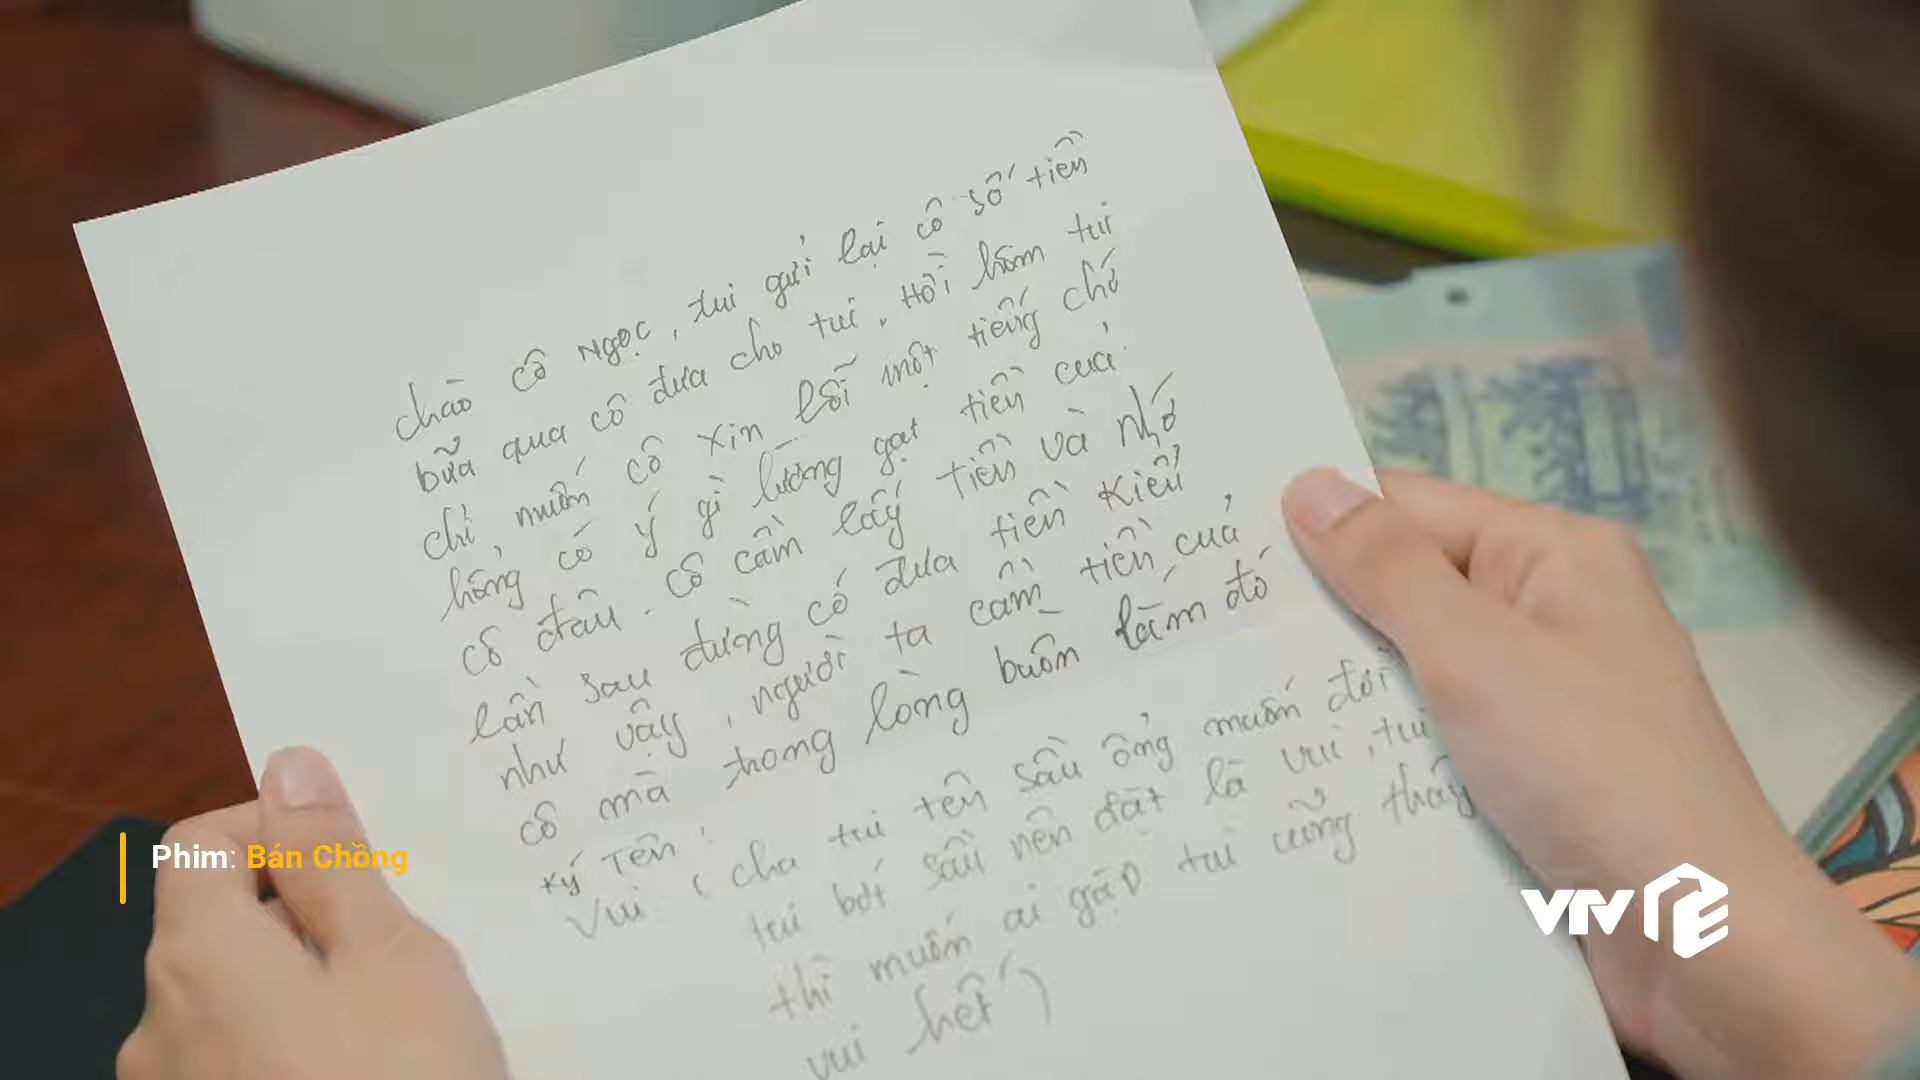 chào cô Ngọc, tui gửi lại cô số tiền
bữa qua cô đưa cho tui. Hồi hôm tui
chỉ muốn cô xin lỗi một tiếng chớ
hông có ý gì lường gạt tiền của
cô đâu. cô cầm lấy tiền và nhớ
lần sau đừng có đưa tiền kiểu
như vậy, người ta cầm tiền của
cô mà trong lòng buồn lắm đó
Ký Tên:
Vui (cha tui tên sầu ổng muốn đời
tui bớt sầu nên đặt là vui, tui
thì muốn ai gặp tui cũng thấy
vui hết)
Phim: Bán Chồng
VTV E